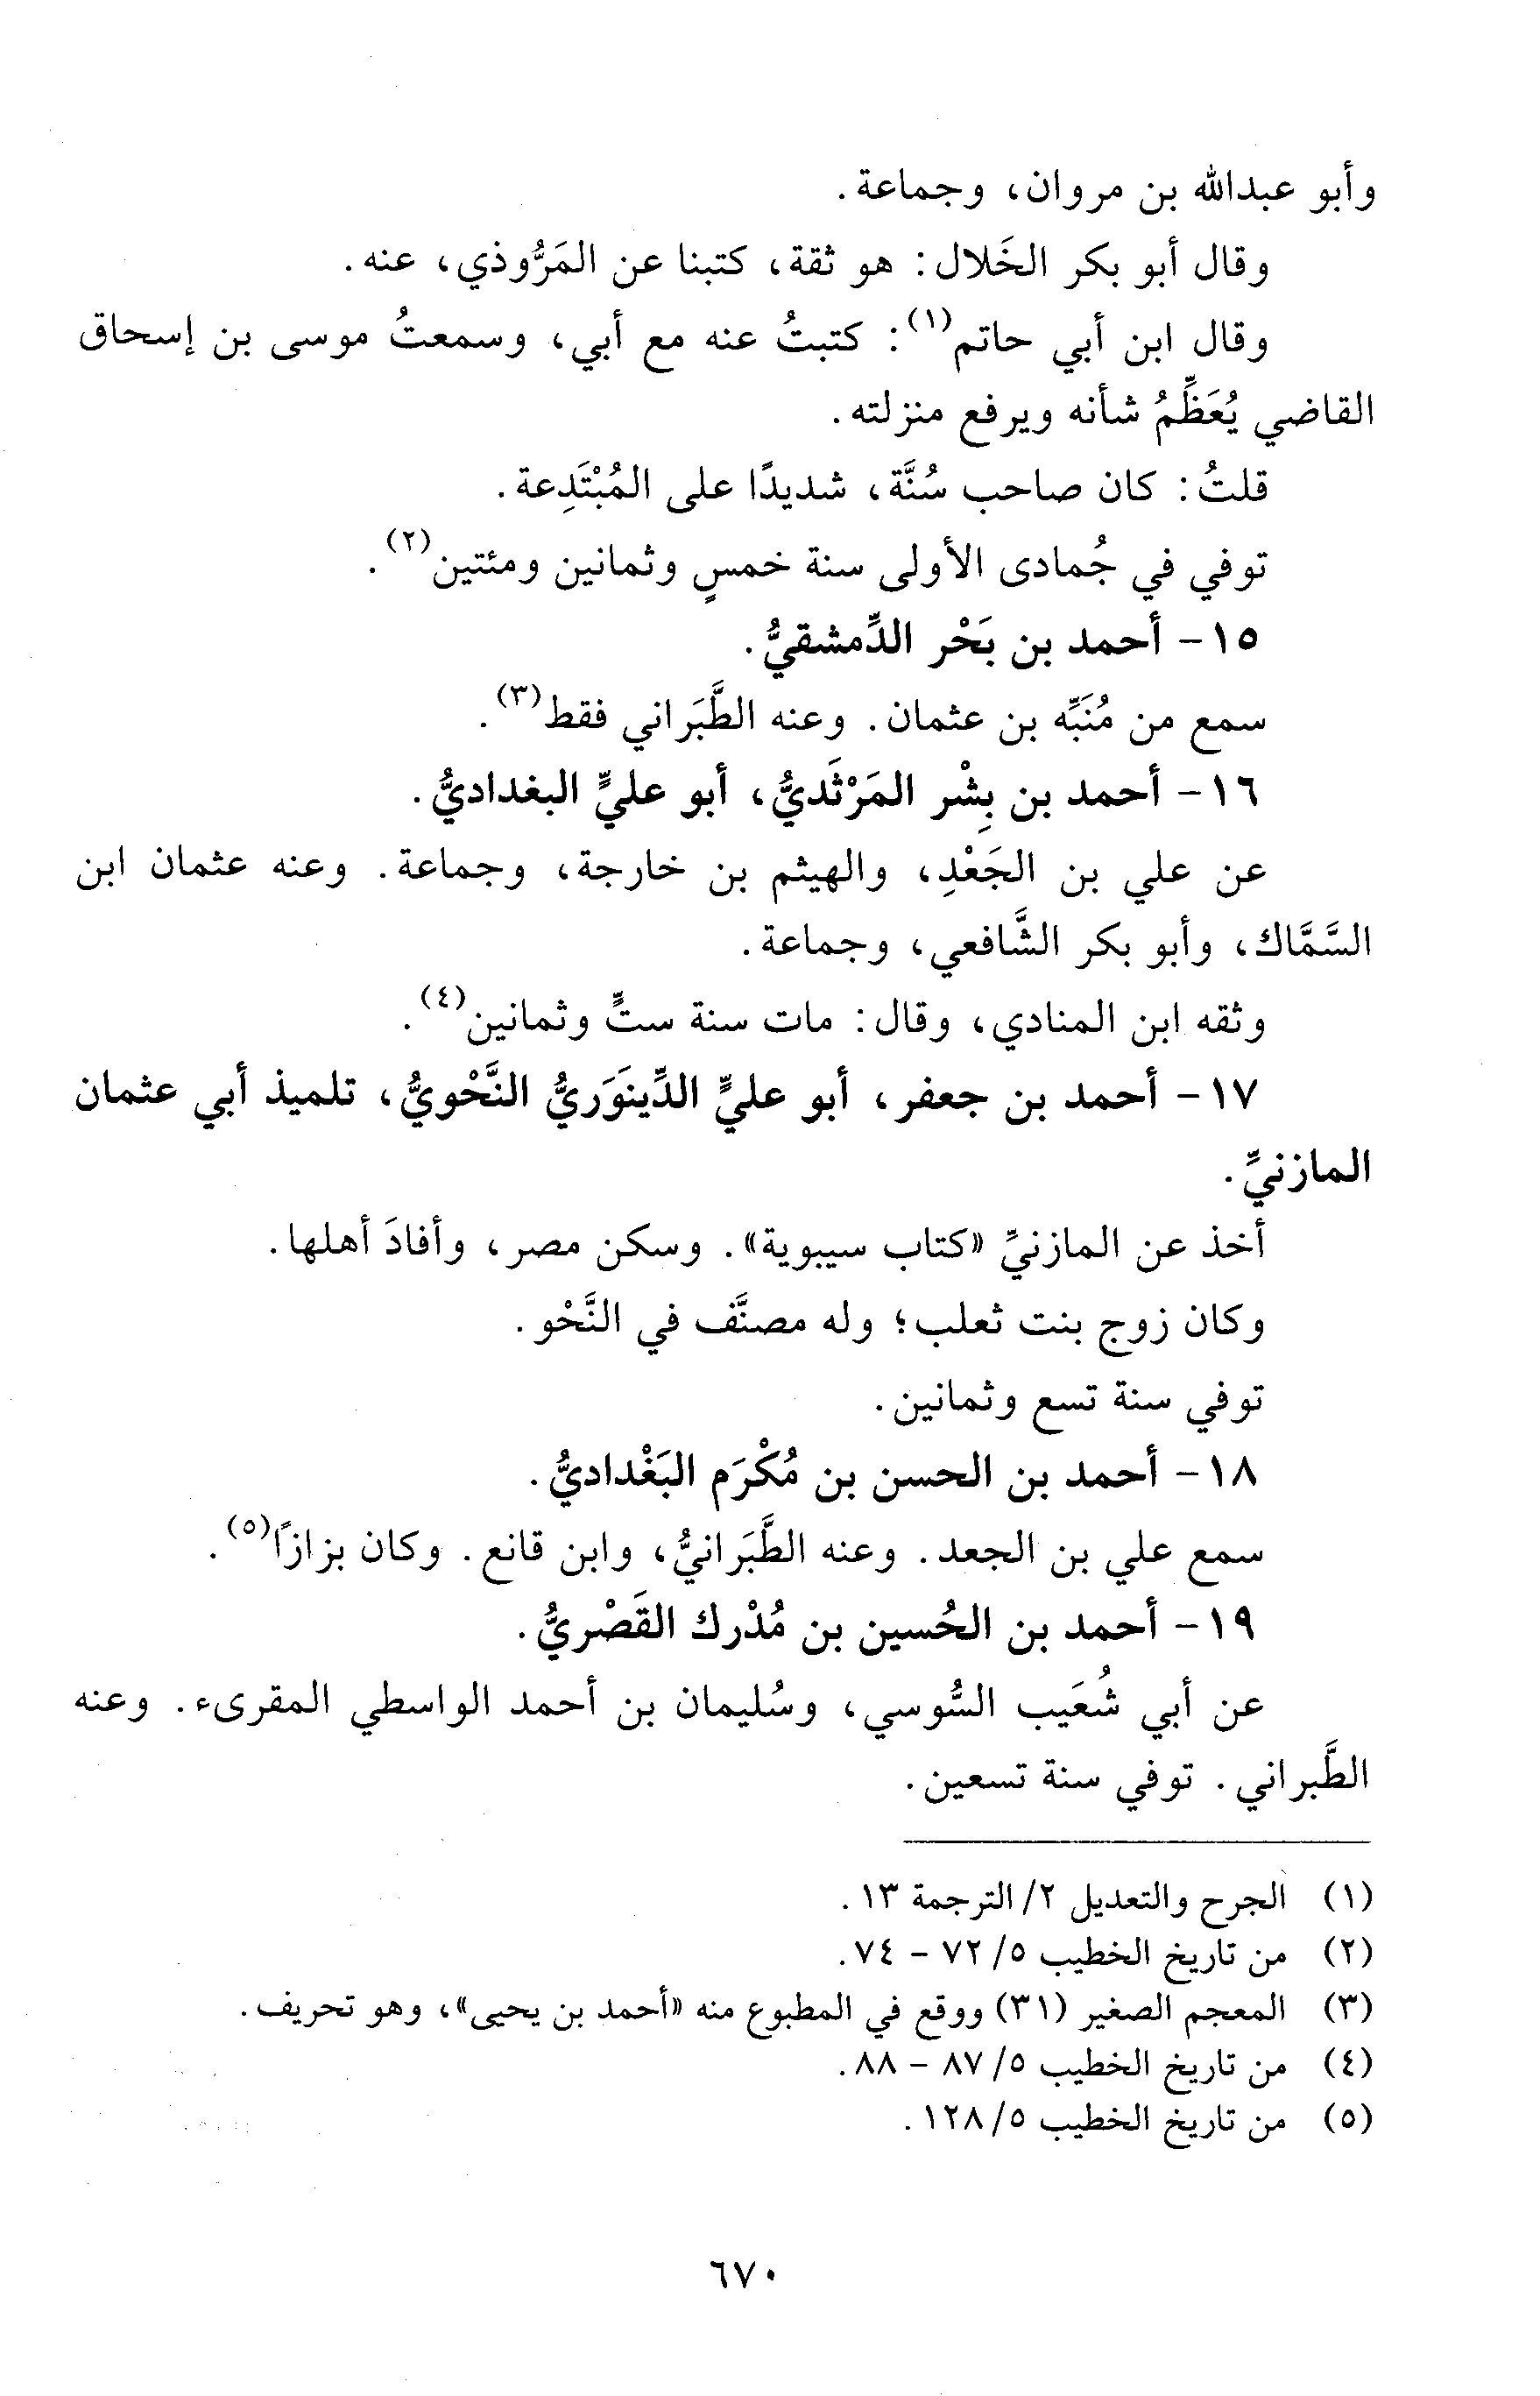 وأبو عبدالله بن مروان، وجماعة.
وقال أبو بكر الخَلال: هو ثقة، كتبنا عن المَرُّوذي، عنه.
وقال ابن أبي حاتم(١): كتبتُ عنه مع أبي، وسمعتُ موسى بن إسحاق
القاضي يُعَظِّمُ شأنه ويرفع منزلته.
قلتُ: كان صاحب سُنَّة، شديدًا على المُبْتَدِعة.
توفي في جُمادى الأولى سنة خمسٍ وثمانين ومئتين(٢).
١٥- أحمد بن بَحْر الدِّمشقيُّ.
سمع من مُنَبِّه بن عثمان. وعنه الطَّبَراني فقط(٣).
١٦- أحمد بن بِشْر المَرْثَديُّ، أبو عليٍّ البغداديُّ.
عن علي بن الجَعْدِ، والهيثم بن خارجة، وجماعة. وعنه عثمان ابن
السَّمَّاك، وأبو بكر الشَّافعي، وجماعة.
وثقه ابن المنادي، وقال: مات سنة ستٍّ وثمانين(٤).
١٧- أحمد بن جعفر، أبو عليٍّ الدِّينَوَريُّ النَّحْويُّ، تلميذ أبي عثمان
المازنيِّ.
أخذ عن المازنيِّ «كتاب سيبوية». وسكن مصر، وأفادَ أهلها.
وكان زوج بنت ثعلب؛ وله مصنَّف في النَّحْو.
توفي سنة تسع وثمانين.
١٨- أحمد بن الحسن بن مُكْرَم البَغْداديُّ.
سمع علي بن الجعد. وعنه الطَّبَرانيُّ، وابن قانع. وكان بزازًا(٥).
١٩- أحمد بن الحُسين بن مُدْرك القَصْريُّ.
عن أبي شُعَيب السُّوسي، وسُليمان بن أحمد الواسطي المقرىء. وعنه
الطَّبراني. توفي سنة تسعين.
(١) الجرح والتعديل ٢/ الترجمة ١٣.
(٢) من تاريخ الخطيب ٥/ ٧٢ - ٧٤.
(٣) المعجم الصغير (٣١) ووقع في المطبوع منه «أحمد بن يحيى»، وهو تحريف.
(٤) من تاريخ الخطيب ٥/ ٨٧ - ٨٨.
(٥) من تاريخ الخطيب ٥/ ١٢٨.
٦٧٠